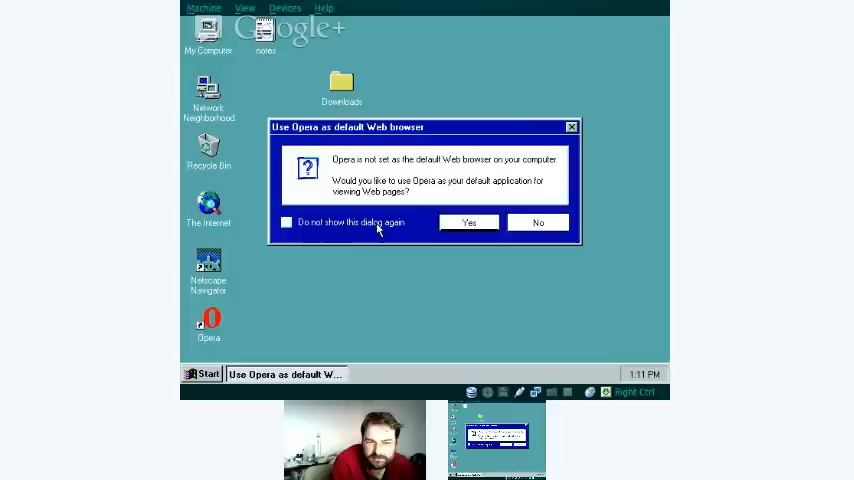 Machine View Devices Help
Google+
My Computer
notes
Downloads
Network
Neighborhood
Use Opera as default Web browser
Opera is not set as the default Web browser on your computer.
Would you like to use Opera as your default application for
viewing Web pages?
Recycle Bin
Do not show this dialog again
Yes
No
The Internet
Netscape
Navigator
Opera
Start
Use Opera as default W...
1:11 PM
Right Ctrl